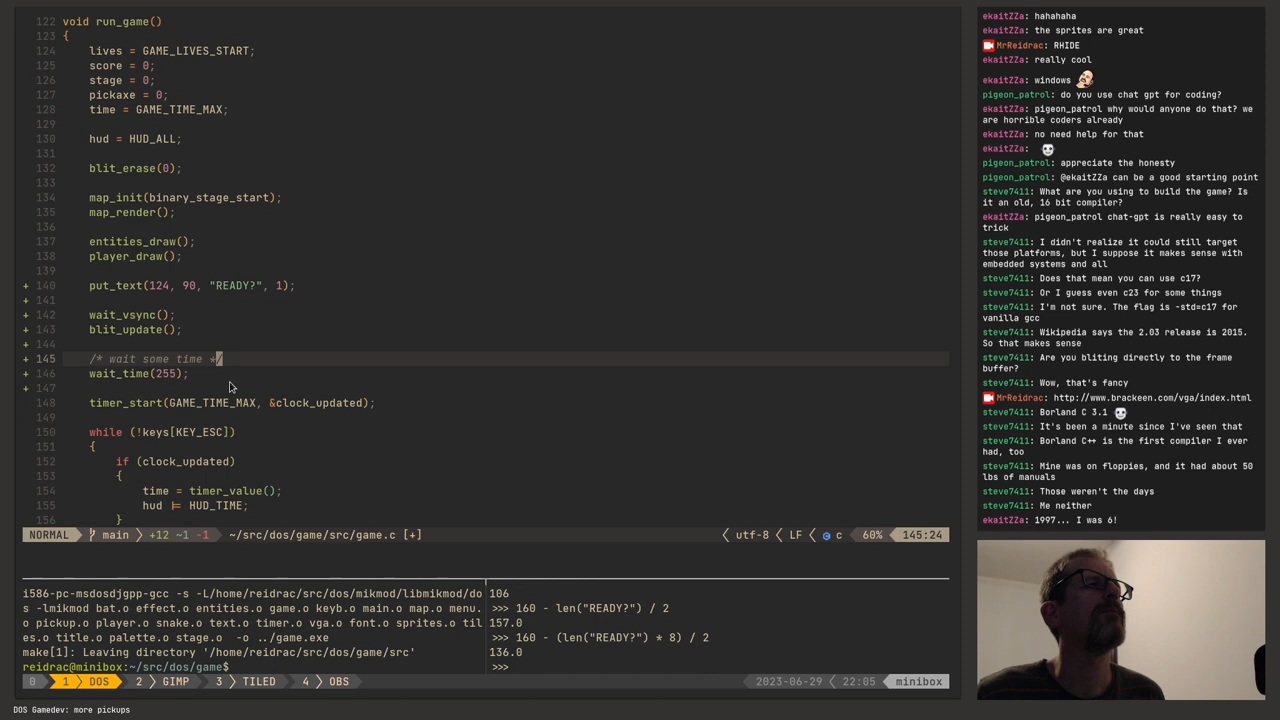 122 void run_game()
123 {
124 lives = GAME_LIVES_START;
125 score = 0;
126 stage = 0;
127 pickaxe = 0;
128 time = GAME_TIME_MAX;
129
130 hud = HUD_ALL;
131
132 blit_erase(0);
133
134 map_init(binary_stage_start);
135 map_render();
136
137 entities_draw();
138 player_draw();
139
+ 140 put_text(124, 90, "READY?", 1);
+ 141
+ 142 wait_vsync();
+ 143 blit_update();
+ 144
+ 145 /* wait some time */
+ 146 wait_time(255);
+ 147
148 timer_start(GAME_TIME_MAX, &clock_updated);
149
150 while (!keys[KEY_ESC])
151 {
152 if (clock_updated)
153 {
154 time = timer_value();
155 hud |= HUD_TIME;
156 }
NORMAL main +12 ~1 -1 ~/src/dos/game/src/game.c [+] utf-8 LF c 60% 145:24
i586-pc-msdosdjgpp-gcc -s -L/home/reidrac/src/dos/mikmod/libmikmod/do
s -lmikmod bat.o effect.o entities.o game.o keyb.o main.o map.o menu.
o pickup.o player.o snake.o text.o timer.o vga.o font.o sprites.o til
es.o title.o palette.o stage.o -o ../game.exe
make[1]: Leaving directory '/home/reidrac/src/dos/game/src'
reidrac@minibox:~/src/dos/game$
106
>>> 160 - len("READY?") / 2
157.0
>>> 160 - (len("READY?") * 8) / 2
136.0
>>>
0 1 DOS 2 GIMP 3 TILED 4 OBS 2023-06-29 22:05 minibox
DOS Gamedev: more pickups
ekaitZZa: hahahaha
ekaitZZa: the sprites are great
MrReidrac: RHIDE
ekaitZZa: really cool
ekaitZZa: windows
pigeon_patrol: do you use chat gpt for coding?
ekaitZZa: pigeon_patrol why would anyone do that? we
are horrible coders already
ekaitZZa: no need help for that
ekaitZZa:
pigeon_patrol: appreciate the honesty
pigeon_patrol: @ekaitZZa can be a good starting point
steve7411: What are you using to build the game? Is
it an old, 16 bit compiler?
ekaitZZa: pigeon_patrol chat-gpt is really easy to
trick
steve7411: I didn't realize it could still target
those platforms, but I suppose it makes sense with
embedded systems and all
steve7411: Does that mean you can use c17?
steve7411: Or I guess even c23 for some things
steve7411: I'm not sure. The flag is -std=c17 for
vanilla gcc
steve7411: Wikipedia says the 2.03 release is 2015.
So that makes sense
steve7411: Are you bliting directly to the frame
buffer?
steve7411: Wow, that's fancy
MrReidrac: http://www.brackeen.com/vga/index.html
steve7411: Borland C 3.1
steve7411: It's been a minute since I've seen that
steve7411: Borland C++ is the first compiler I ever
had, too
steve7411: Mine was on floppies, and it had about 50
lbs of manuals
steve7411: Those weren't the days
steve7411: Me neither
ekaitZZa: 1997... I was 6!